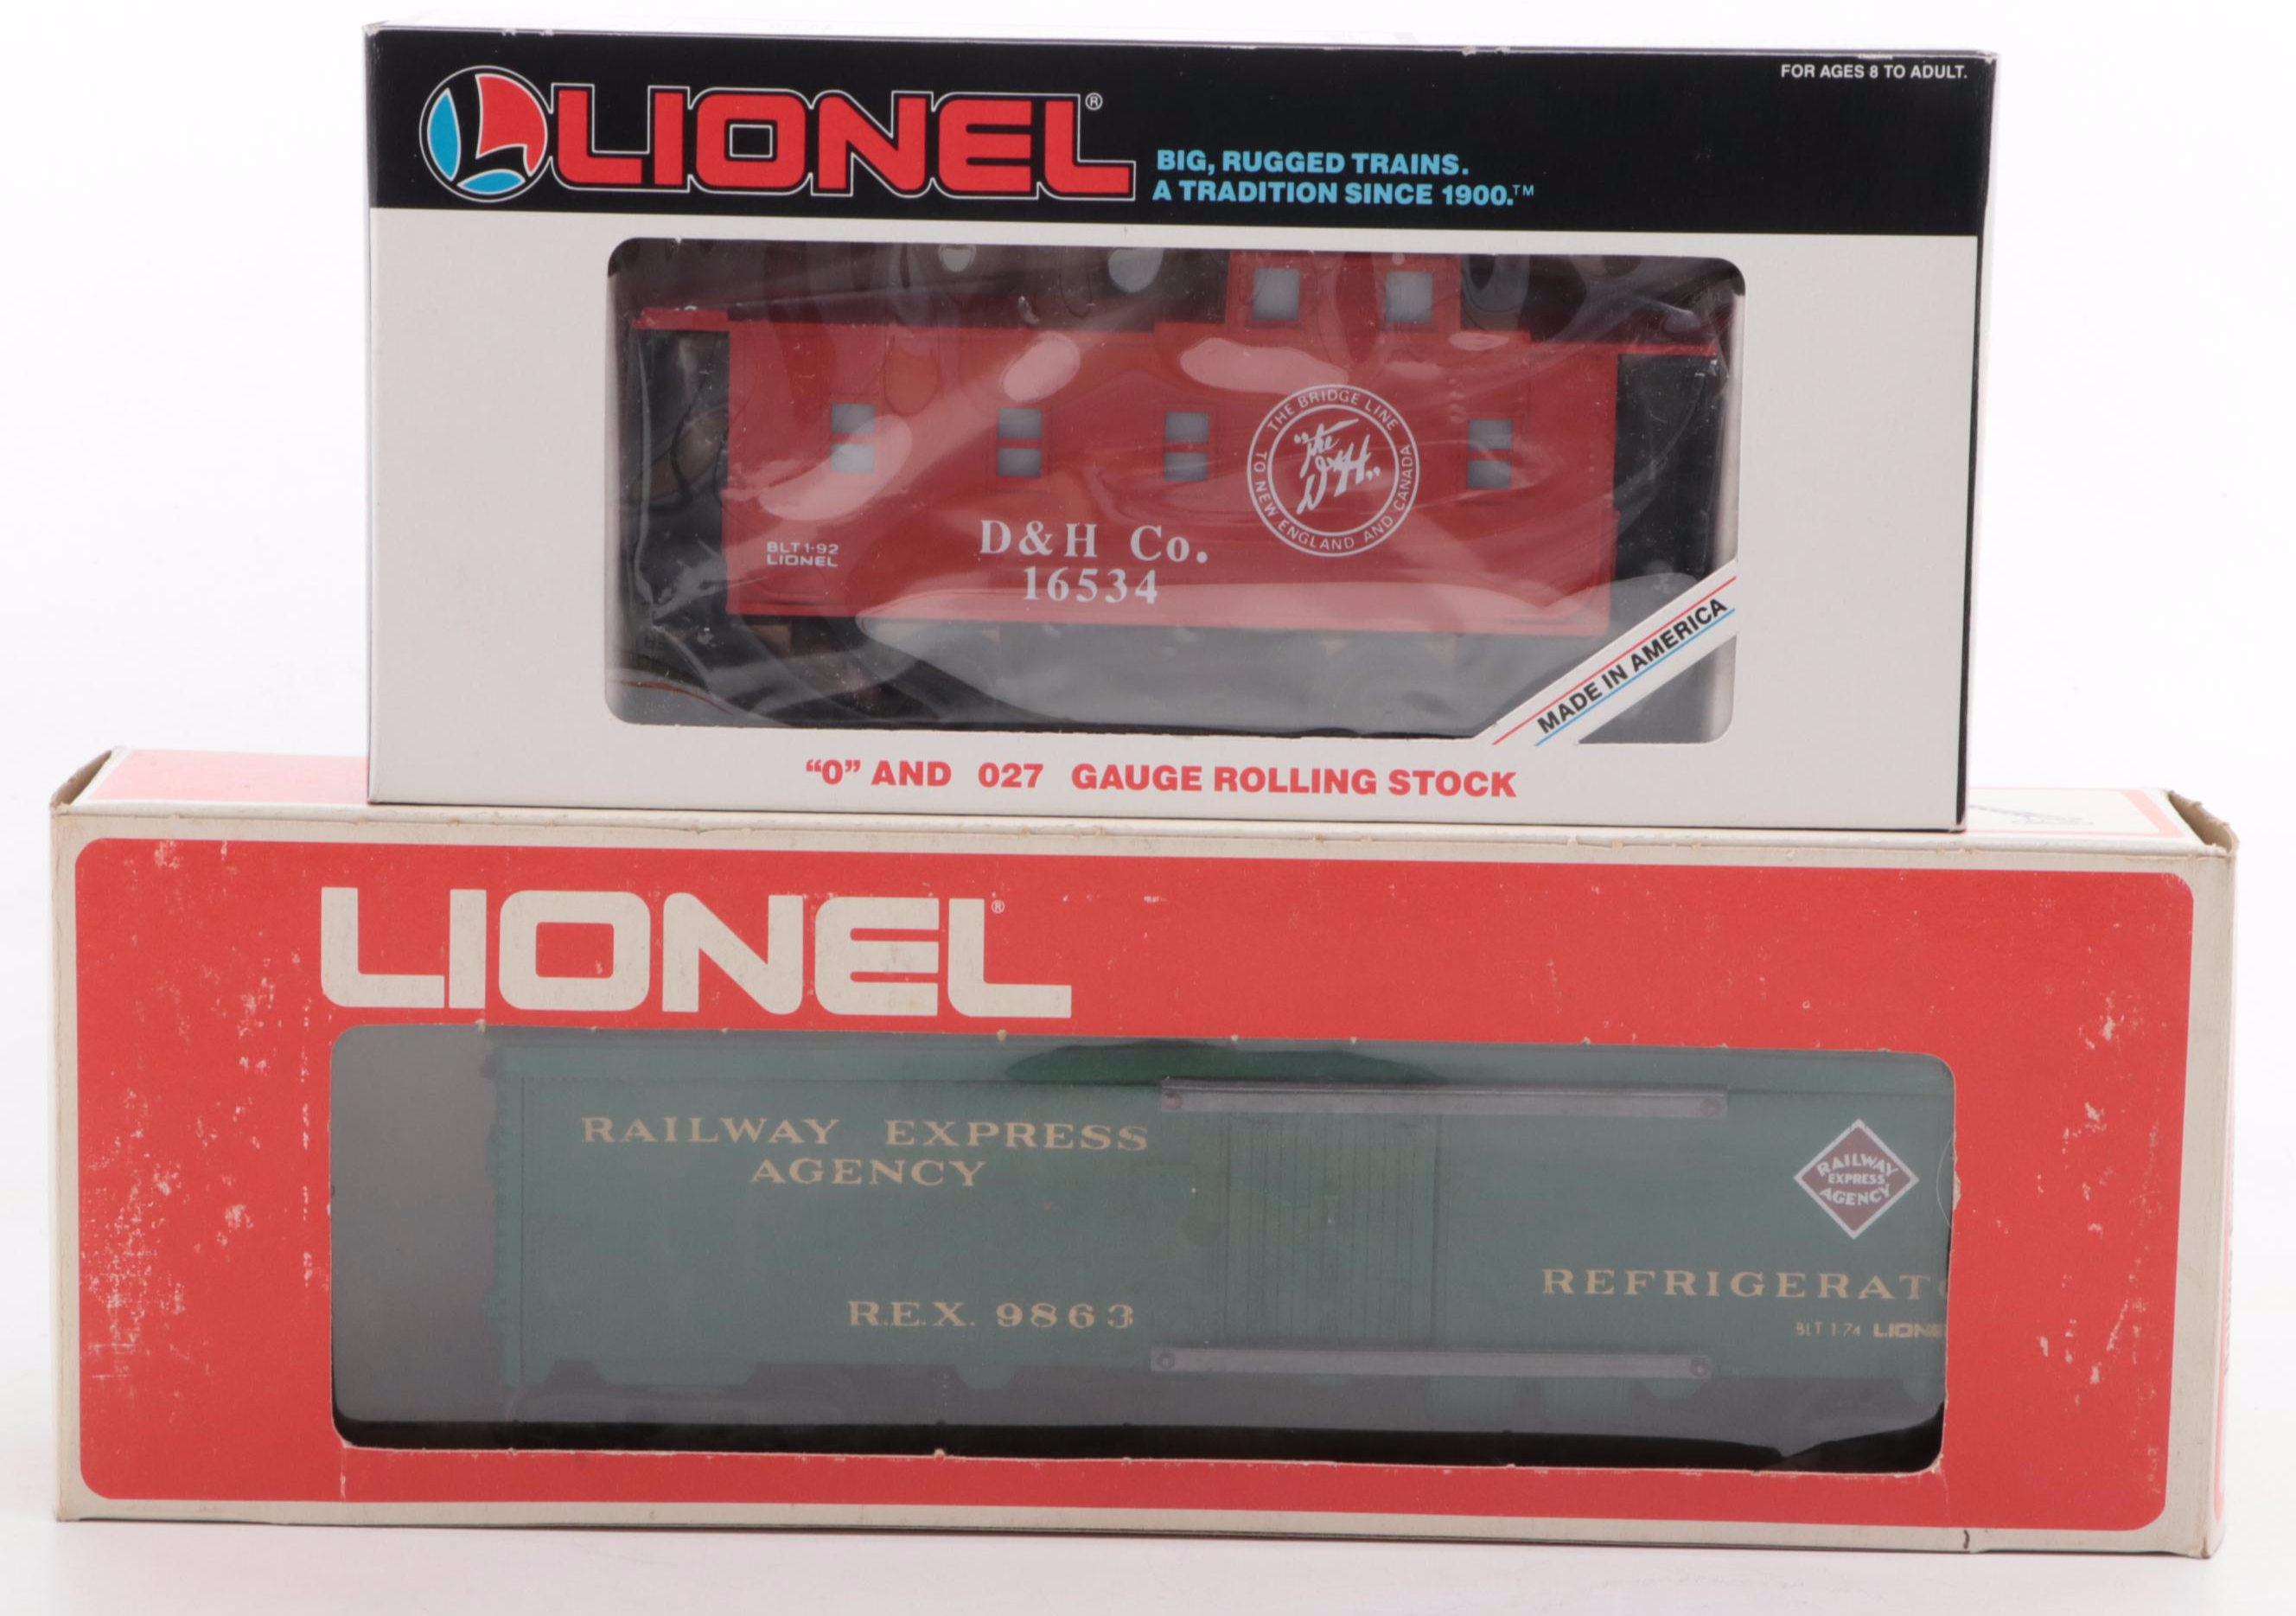 LIONEL®
FOR AGES 8 TO ADULT.
BIG, RUGGED TRAINS.
A TRADITION SINCE 1900.™
THE BRIDGE LINE
TO NEW ENGLAND AND CANADA
"the
D&H"
D&H Co.
16534
BLT 1-92
LIONEL
MADE IN AMERICA
"O" AND 027 GAUGE ROLLING STOCK
LIONEL®
RAILWAY EXPRESS
AGENCY
R.E.X. 9863
RAILWAY
EXPRESS
AGENCY
REFRIGERATO
BLT 1-74 LIONE